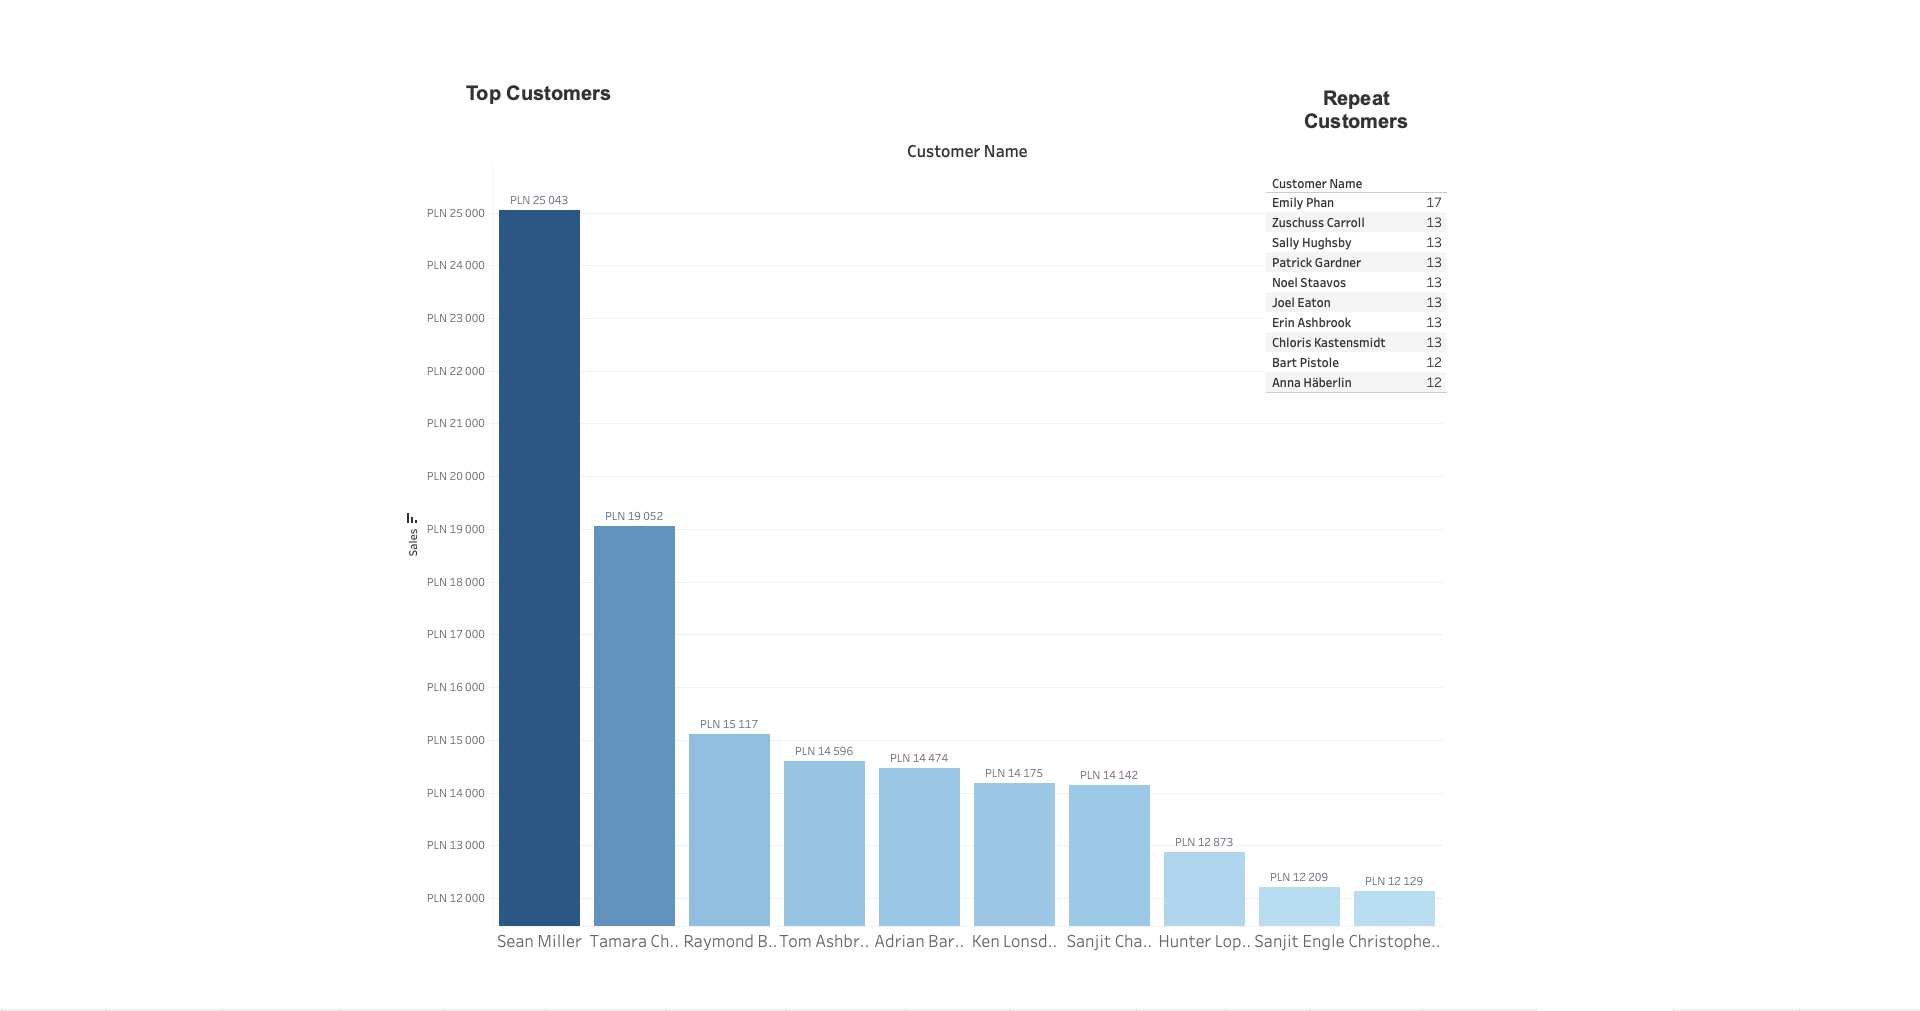 Top Customers
Repeat
Customers
Customer Name
PLN 25 000
PLN 24 000
PLN 23 000
PLN 22 000
PLN 21 000
PLN 20 000
PLN 19 000
PLN 18 000
PLN 17 000
PLN 16 000
PLN 15 000
PLN 14 000
PLN 13 000
PLN 12 000
Sales
PLN 25 043
PLN 19 052
PLN 15 117
PLN 14 596
PLN 14 474
PLN 14 175
PLN 14 142
PLN 12 873
PLN 12 209
PLN 12 129
Sean Miller Tamara Ch.. Raymond B.. Tom Ashbr.. Adrian Bar.. Ken Lonsd.. Sanjit Cha.. Hunter Lop.. Sanjit Engle Christophe..
Customer Name
Emily Phan 17
Zuschuss Carroll 13
Sally Hughsby 13
Patrick Gardner 13
Noel Staavos 13
Joel Eaton 13
Erin Ashbrook 13
Chloris Kastensmidt 13
Bart Pistole 12
Anna Häberlin 12